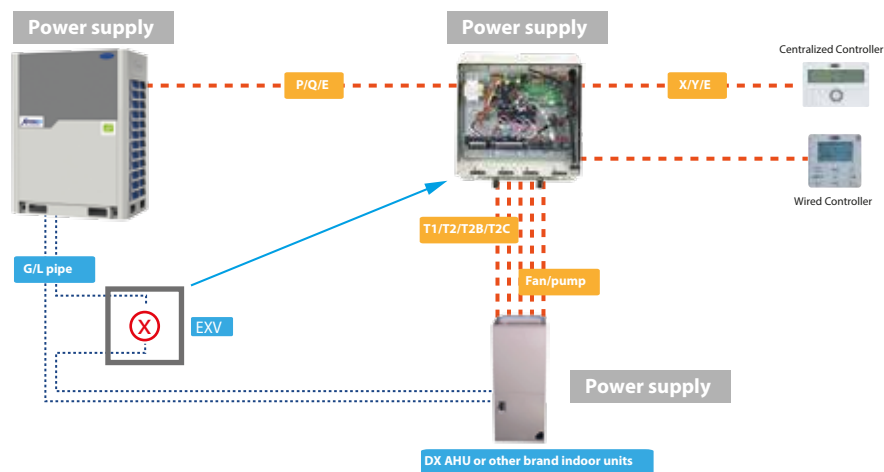 Power supply
Power supply
Centralized Controller
P/Q/E
X/Y/E
Wired Controller
T1/T2/T2B/T2C
G/L pipe
Fan/pump
X
EXV
Power supply
DX AHU or other brand indoor units